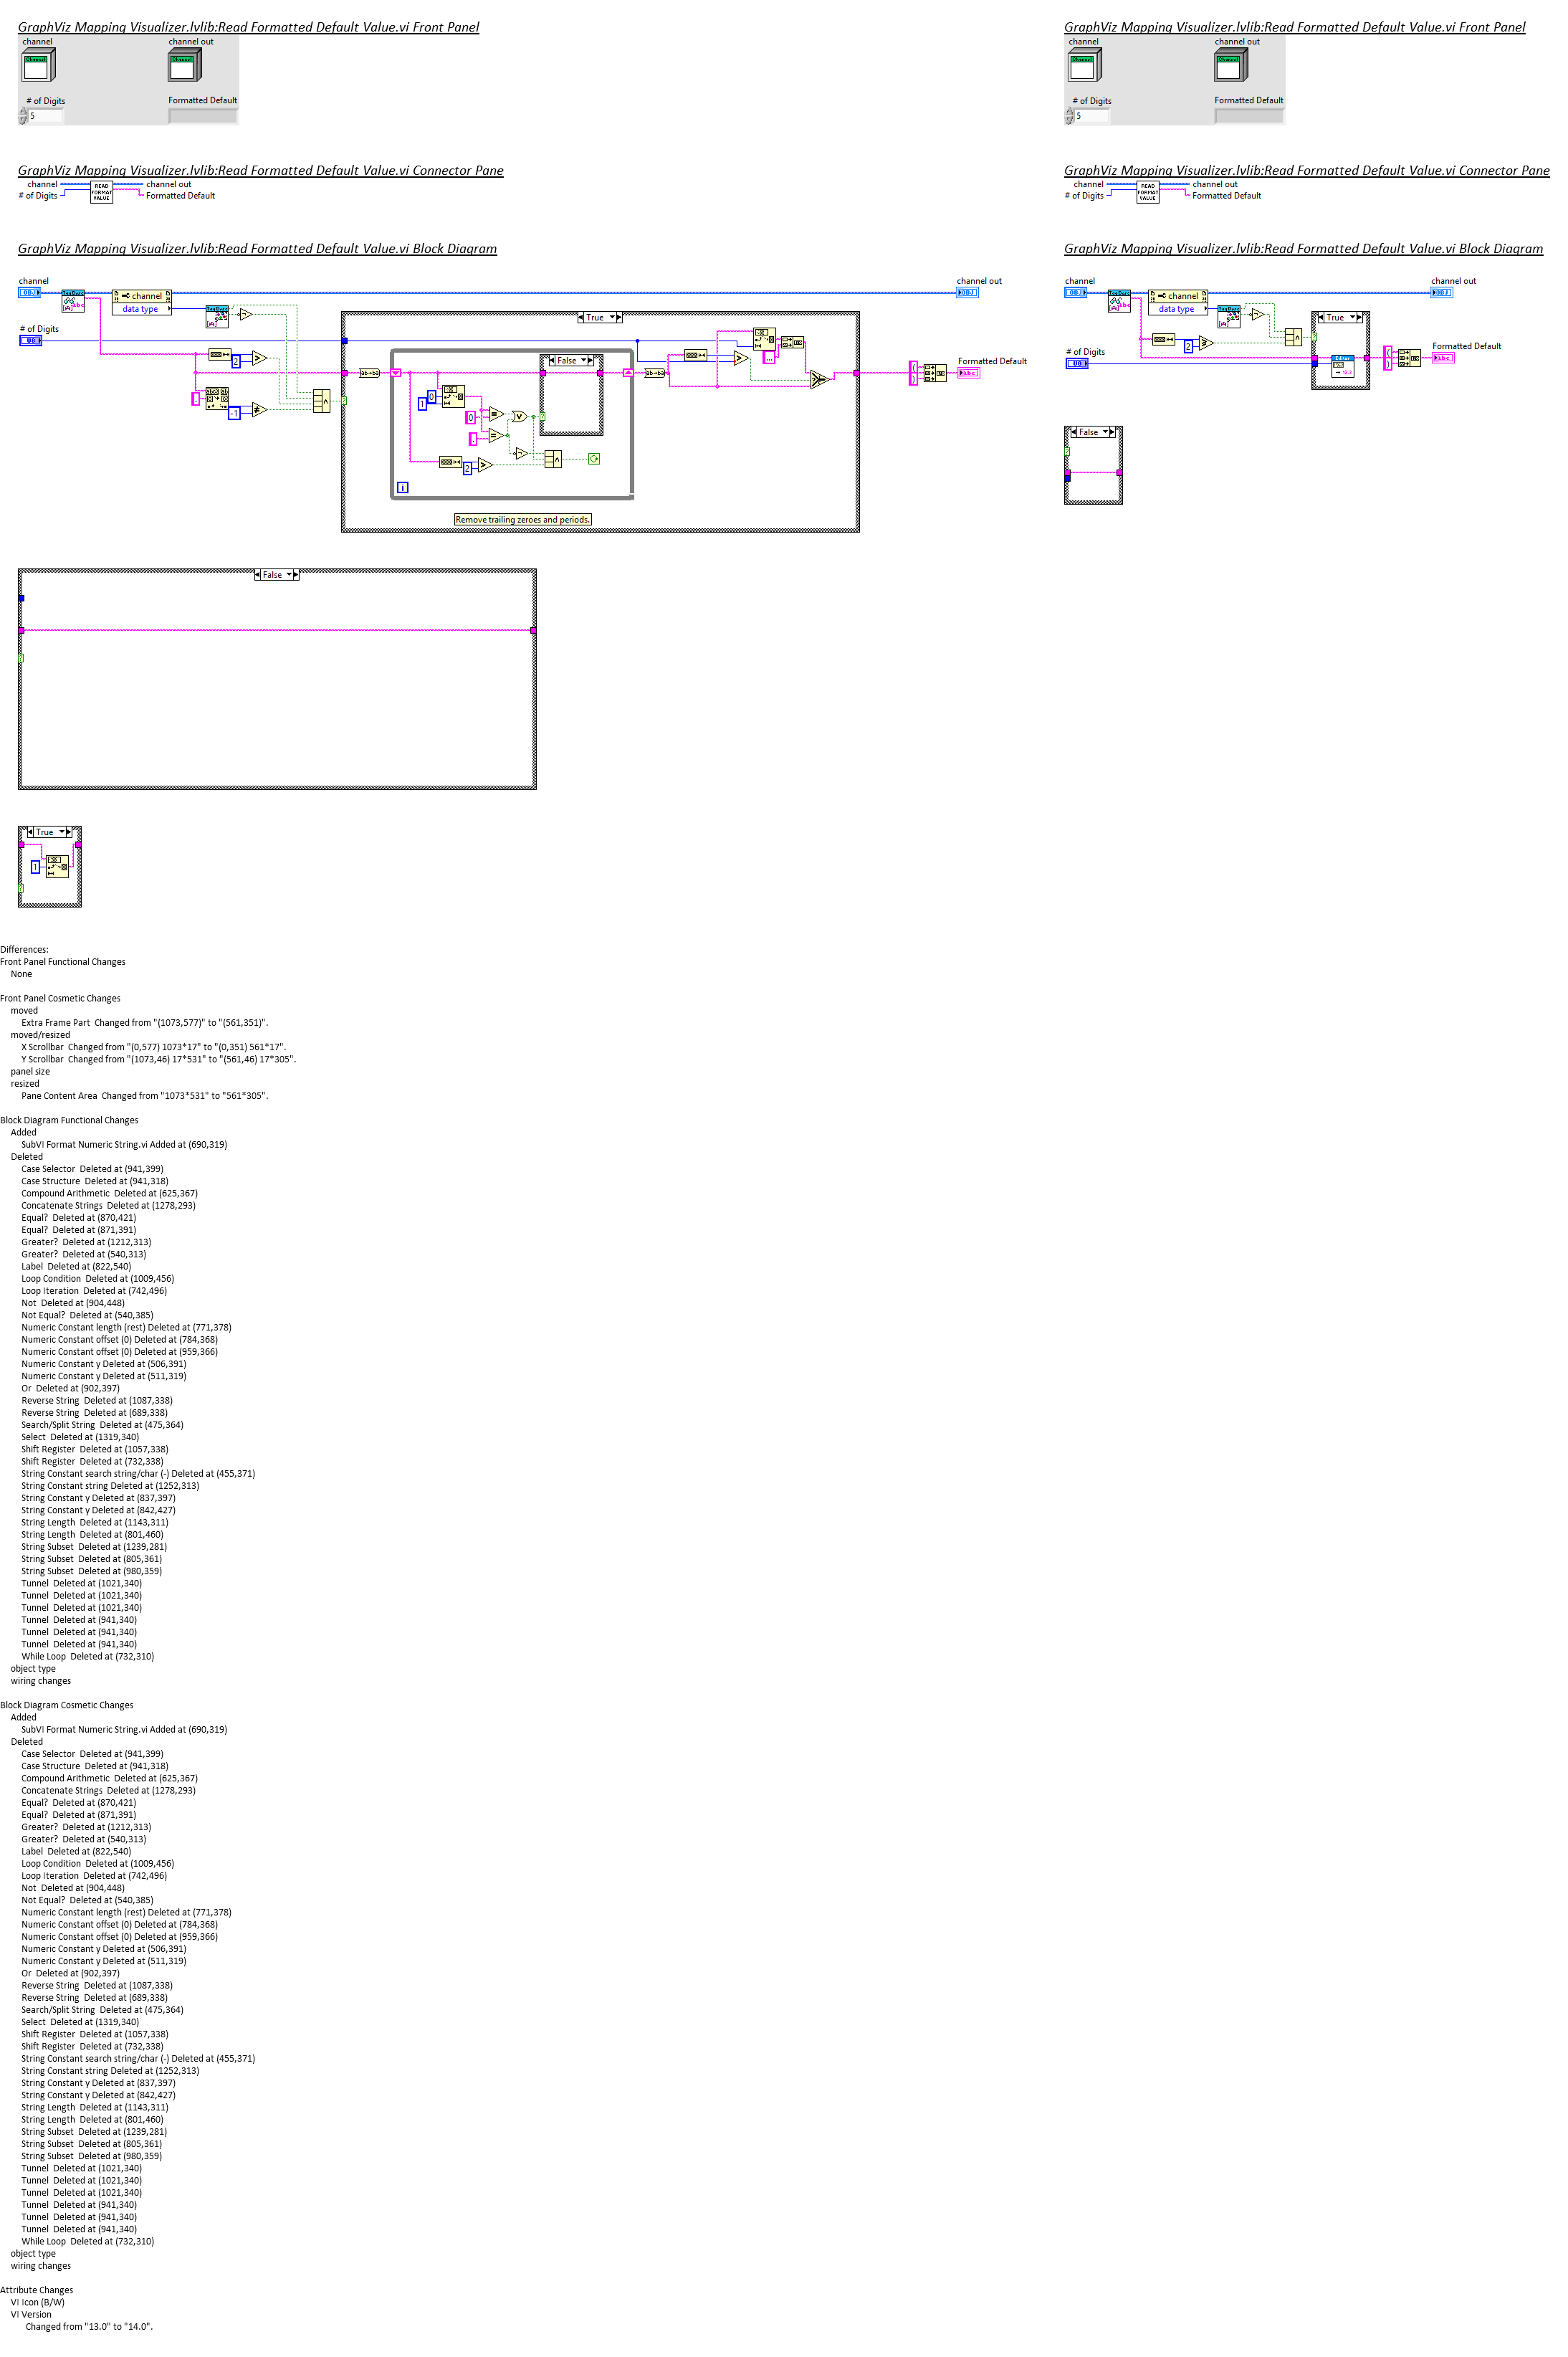 GraphViz Mapping Visualizer.lvlib:Read Formatted Default Value.vi Front Panel
channel
channel out
Channel
Channel
# of Digits
Formatted Default
5
GraphViz Mapping Visualizer.lvlib:Read Formatted Default Value.vi Connector Pane
channel
READ FORMAT VALUE
channel out
# of Digits
Formatted Default
GraphViz Mapping Visualizer.lvlib:Read Formatted Default Value.vi Block Diagram
channel
channel out
OBJ
channel
OBJ
data type
# of Digits
U8
True
2
False
...
Formatted Default
abc
-1
1
0
0
.
2
i
Remove trailing zeroes and periods.
False
True
1
GraphViz Mapping Visualizer.lvlib:Read Formatted Default Value.vi Front Panel
channel
channel out
Channel
Channel
# of Digits
Formatted Default
5
GraphViz Mapping Visualizer.lvlib:Read Formatted Default Value.vi Connector Pane
channel
READ FORMAT VALUE
channel out
# of Digits
Formatted Default
GraphViz Mapping Visualizer.lvlib:Read Formatted Default Value.vi Block Diagram
channel
channel out
OBJ
channel
OBJ
data type
True
2
# of Digits
U8
Formatted Default
abc
False
Differences:
Front Panel Functional Changes
None
Front Panel Cosmetic Changes
moved
Extra Frame Part  Changed from "(1073,577)" to "(561,351)".
moved/resized
X Scrollbar  Changed from "(0,577) 1073*17" to "(0,351) 561*17".
Y Scrollbar  Changed from "(1073,46) 17*531" to "(561,46) 17*305".
panel size
resized
Pane Content Area  Changed from "1073*531" to "561*305".
Block Diagram Functional Changes
Added
SubVI Format Numeric String.vi Added at (690,319)
Deleted
Case Selector  Deleted at (941,399)
Case Structure  Deleted at (941,318)
Compound Arithmetic  Deleted at (625,367)
Concatenate Strings  Deleted at (1278,293)
Equal?  Deleted at (870,421)
Equal?  Deleted at (871,391)
Greater?  Deleted at (1212,313)
Greater?  Deleted at (540,313)
Label  Deleted at (822,540)
Loop Condition  Deleted at (1009,456)
Loop Iteration  Deleted at (742,496)
Not  Deleted at (904,448)
Not Equal?  Deleted at (540,385)
Numeric Constant length (rest) Deleted at (771,378)
Numeric Constant offset (0) Deleted at (784,368)
Numeric Constant offset (0) Deleted at (959,366)
Numeric Constant y Deleted at (506,391)
Numeric Constant y Deleted at (511,319)
Or  Deleted at (902,397)
Reverse String  Deleted at (1087,338)
Reverse String  Deleted at (689,338)
Search/Split String  Deleted at (475,364)
Select  Deleted at (1319,340)
Shift Register  Deleted at (1057,338)
Shift Register  Deleted at (732,338)
String Constant search string/char (-) Deleted at (455,371)
String Constant string Deleted at (1252,313)
String Constant y Deleted at (837,397)
String Constant y Deleted at (842,427)
String Length  Deleted at (1143,311)
String Length  Deleted at (801,460)
String Subset  Deleted at (1239,281)
String Subset  Deleted at (805,361)
String Subset  Deleted at (980,359)
Tunnel  Deleted at (1021,340)
Tunnel  Deleted at (1021,340)
Tunnel  Deleted at (1021,340)
Tunnel  Deleted at (941,340)
Tunnel  Deleted at (941,340)
Tunnel  Deleted at (941,340)
While Loop  Deleted at (732,310)
object type
wiring changes
Block Diagram Cosmetic Changes
Added
SubVI Format Numeric String.vi Added at (690,319)
Deleted
Case Selector  Deleted at (941,399)
Case Structure  Deleted at (941,318)
Compound Arithmetic  Deleted at (625,367)
Concatenate Strings  Deleted at (1278,293)
Equal?  Deleted at (870,421)
Equal?  Deleted at (871,391)
Greater?  Deleted at (1212,313)
Greater?  Deleted at (540,313)
Label  Deleted at (822,540)
Loop Condition  Deleted at (1009,456)
Loop Iteration  Deleted at (742,496)
Not  Deleted at (904,448)
Not Equal?  Deleted at (540,385)
Numeric Constant length (rest) Deleted at (771,378)
Numeric Constant offset (0) Deleted at (784,368)
Numeric Constant offset (0) Deleted at (959,366)
Numeric Constant y Deleted at (506,391)
Numeric Constant y Deleted at (511,319)
Or  Deleted at (902,397)
Reverse String  Deleted at (1087,338)
Reverse String  Deleted at (689,338)
Search/Split String  Deleted at (475,364)
Select  Deleted at (1319,340)
Shift Register  Deleted at (1057,338)
Shift Register  Deleted at (732,338)
String Constant search string/char (-) Deleted at (455,371)
String Constant string Deleted at (1252,313)
String Constant y Deleted at (837,397)
String Constant y Deleted at (842,427)
String Length  Deleted at (1143,311)
String Length  Deleted at (801,460)
String Subset  Deleted at (1239,281)
String Subset  Deleted at (805,361)
String Subset  Deleted at (980,359)
Tunnel  Deleted at (1021,340)
Tunnel  Deleted at (1021,340)
Tunnel  Deleted at (1021,340)
Tunnel  Deleted at (941,340)
Tunnel  Deleted at (941,340)
Tunnel  Deleted at (941,340)
While Loop  Deleted at (732,310)
object type
wiring changes
Attribute Changes
VI Icon (B/W)
VI Version
Changed from "13.0" to "14.0".